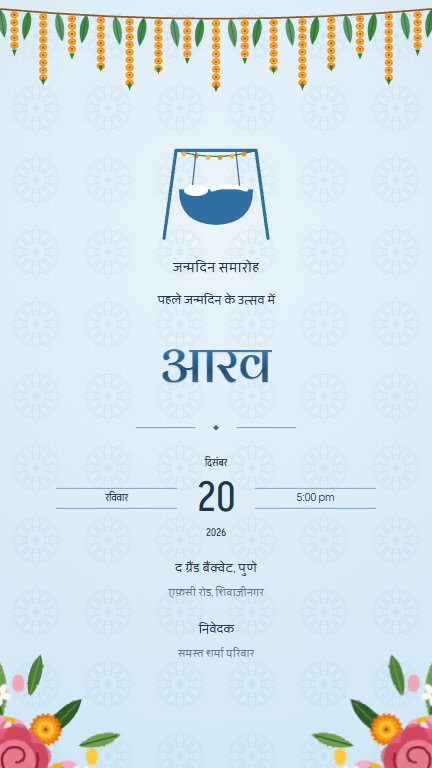 जन्मदिन समारोह
पहले जन्मदिन के उत्सव में
आरव
दिसंबर
रविवार
20
5:00 pm
2026
द ग्रैंड बैंक्वेट, पुणे
एफ़सी रोड, शिवाजीनगर
निवेदक
समस्त शर्मा परिवार